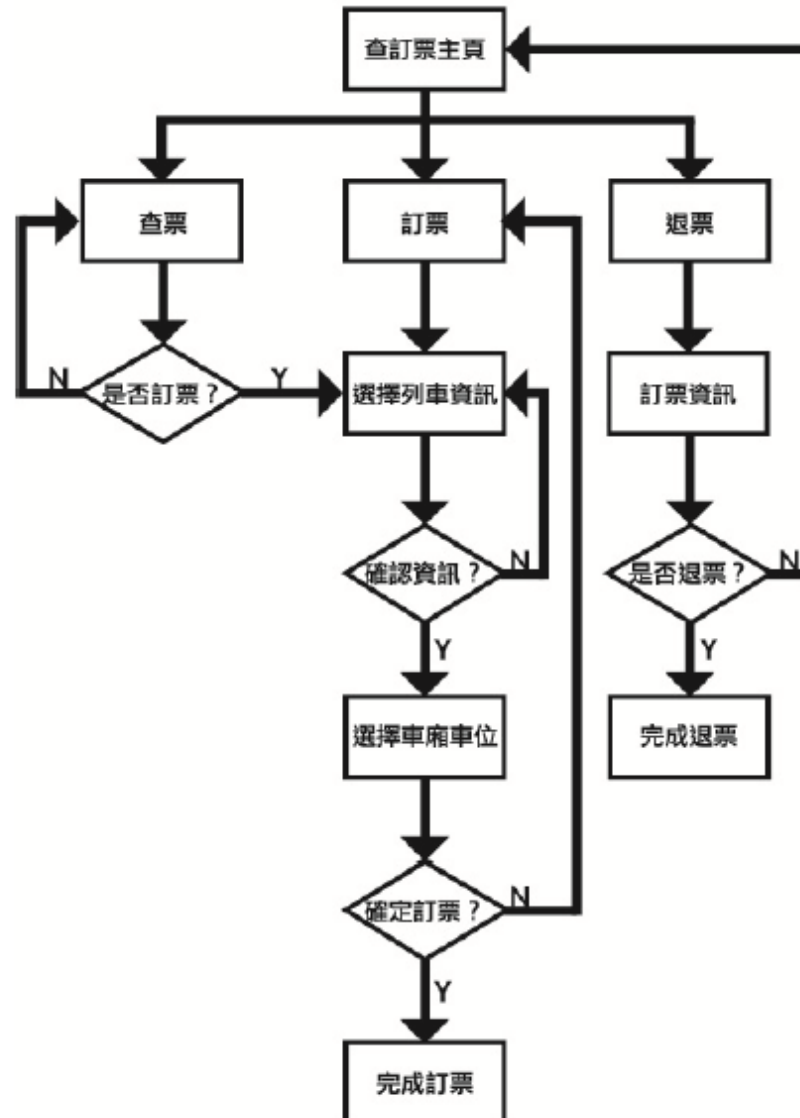 查訂票主頁
查票
訂票
退票
N
是否訂票？
Y
選擇列車資訊
訂票資訊
確認資訊？
N
是否退票？
N
Y
Y
選擇車廂車位
完成退票
確定訂票？
N
Y
完成訂票